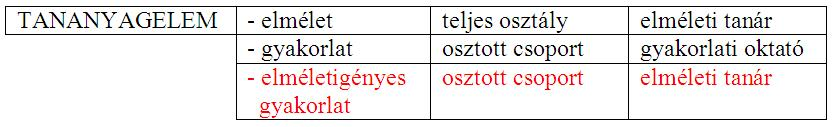 TANANYAGELEM - elmélet teljes osztály elméleti tanár
- gyakorlat osztott csoport gyakorlati oktató
- elméletigényes osztott csoport elméleti tanár
gyakorlat